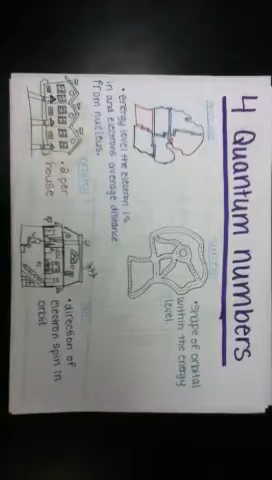 4 Quantum numbers
• energy level the electron is
in and electrons average distance
from nucleus.
• shape of orbital
within the energy
level.
• 2 per
house
• direction of
electron spin in
orbit